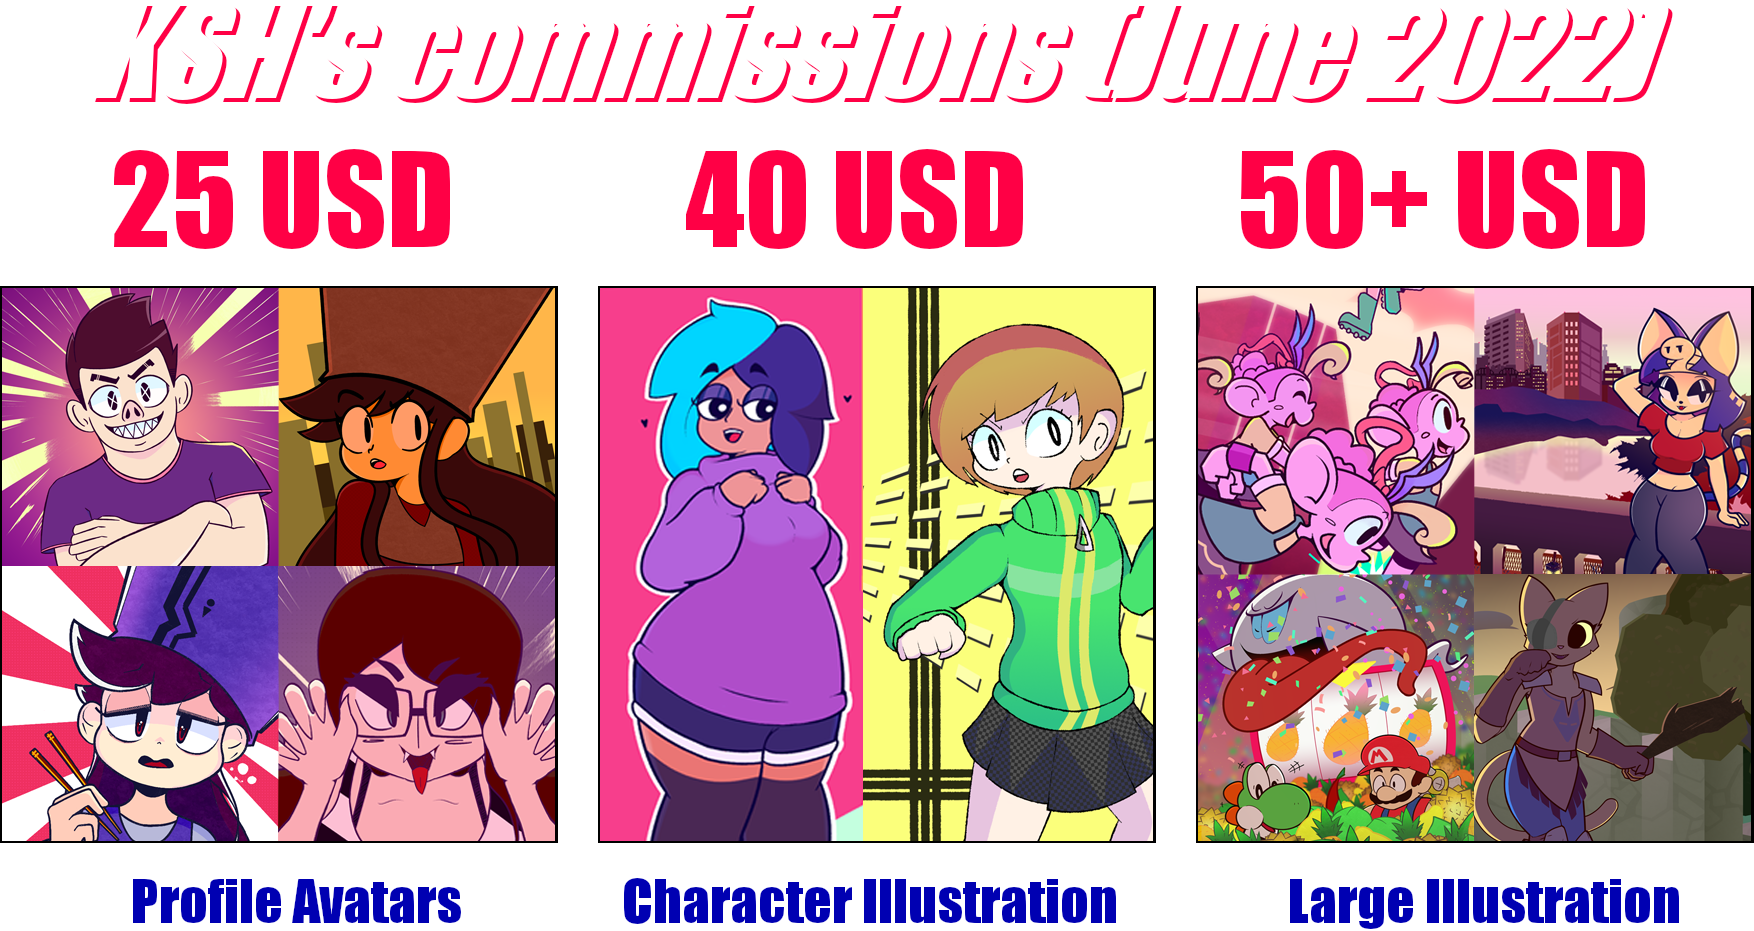 KSH's commissions (June 2022)
25 USD
40 USD
50+ USD
Profile Avatars
Character Illustration
Large Illustration